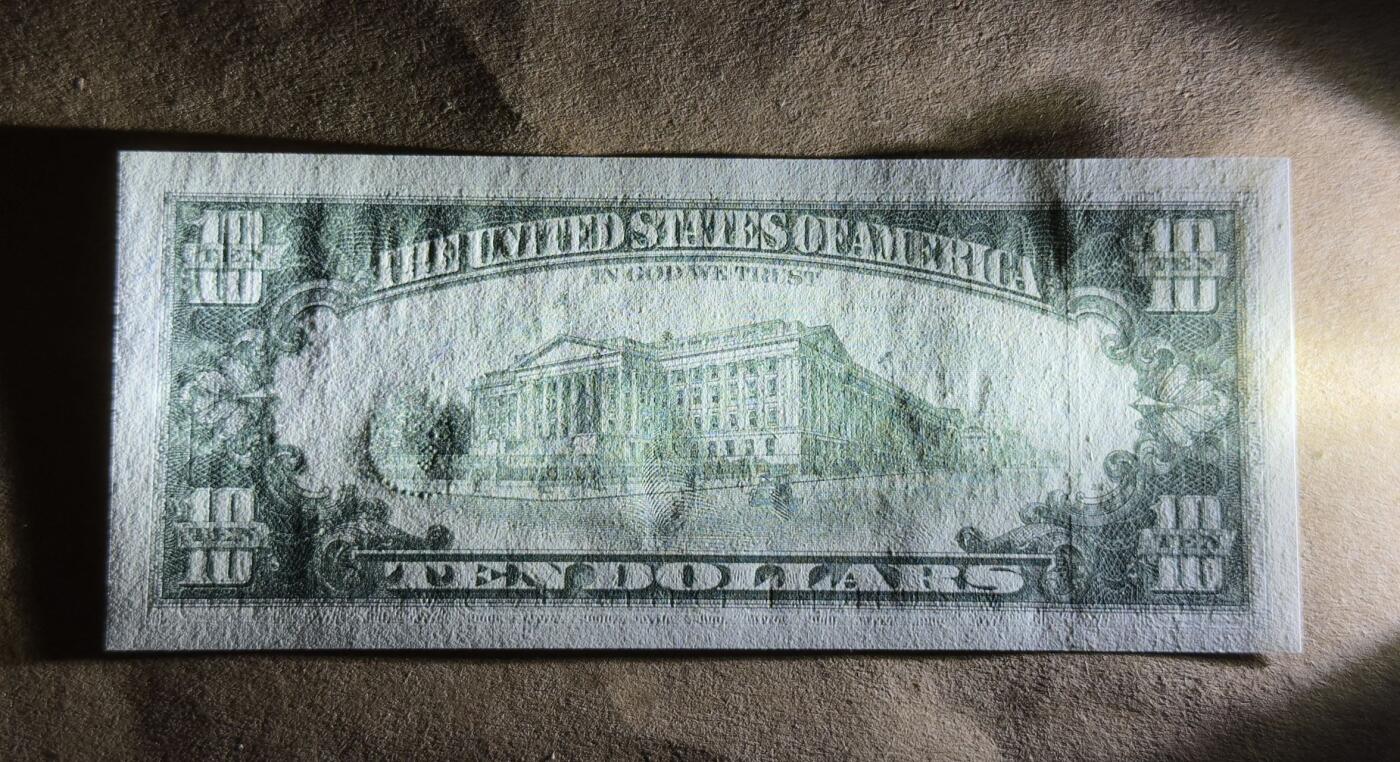 10 TEN 10
THE UNITED STATES OF AMERICA
10 TEN 10
IN GOD WE TRUST
10 TEN 10
TEN DOLLARS
10 TEN 10